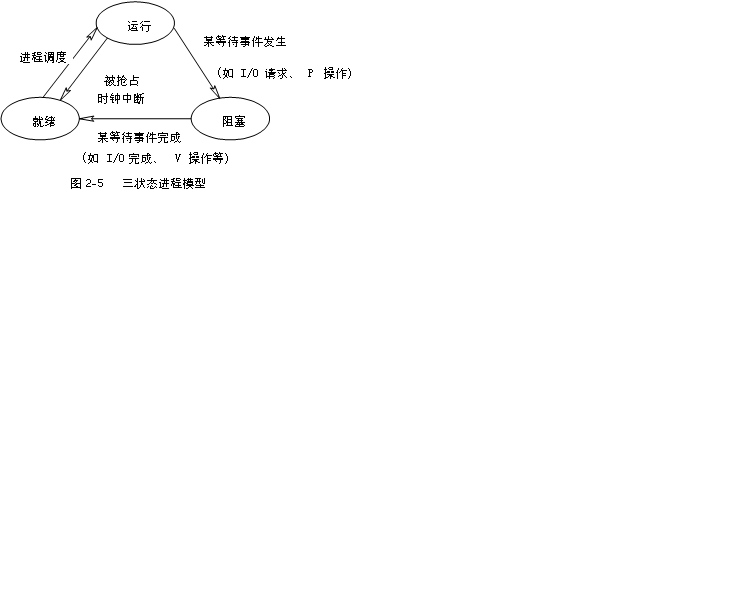 运行
某等待事件发生
进程调度
(如 I/O 请求、 P 操作)
被抢占
时钟中断
就绪
阻塞
某等待事件完成
(如 I/O 完成、 V 操作等)
图 2-5 三状态进程模型